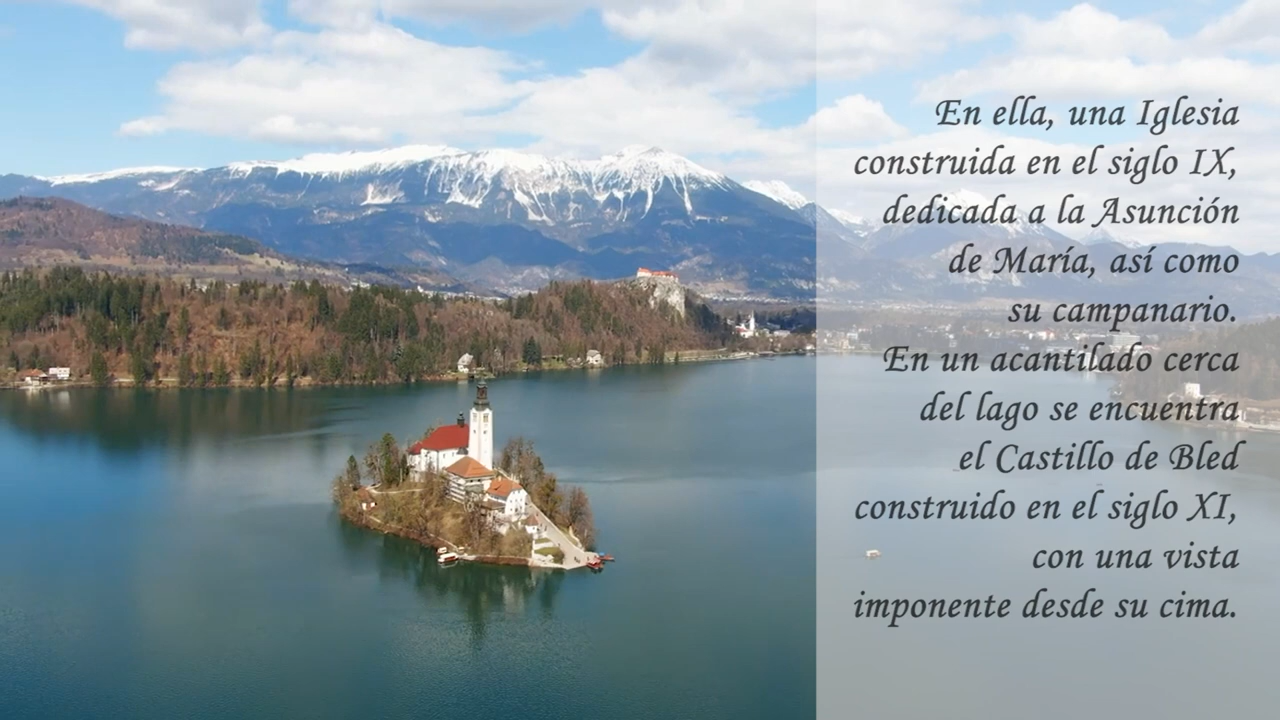 En ella, una Iglesia
construida en el siglo IX,
dedicada a la Asunción
de María, así como
su campanario.
En un acantilado cerca
del lago se encuentra
el Castillo de Bled
construido en el siglo XI,
con una vista
imponente desde su cima.